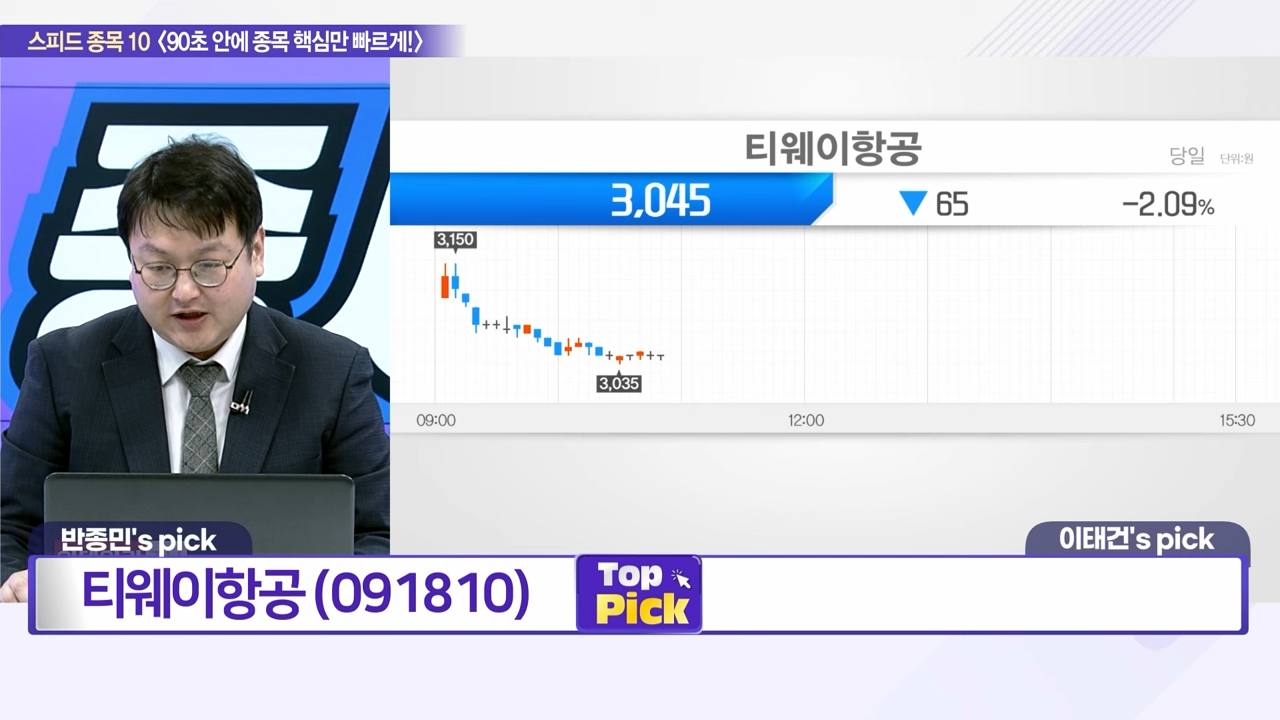 스피드 종목 10 <90초 안에 종목 핵심만 빠르게!>
티웨이항공
당일 단위:원
3,045 ▼ 65 -2.09%
3,150
3,035
09:00 12:00 15:30
반종민's pick
이태건's pick
티웨이항공 (091810)
Top
Pick